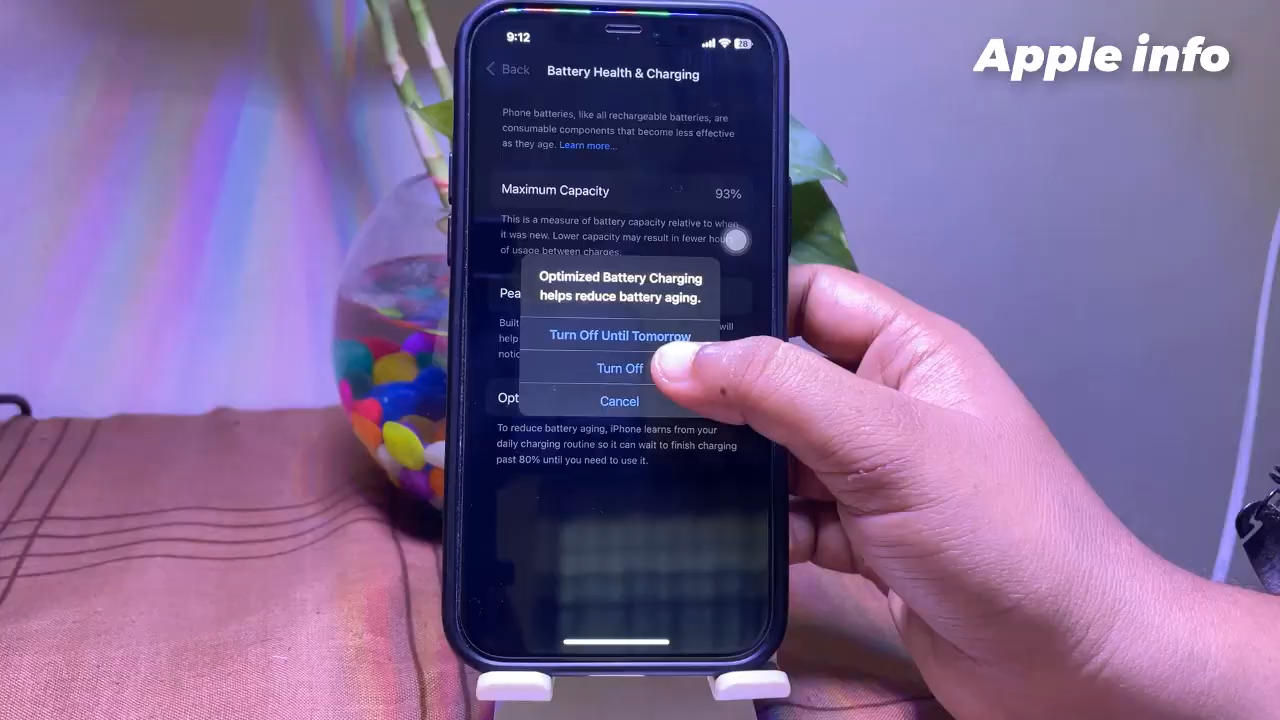 Apple info
9:12
28
Back
Battery Health & Charging
Phone batteries, like all rechargeable batteries, are
consumable components that become less effective
as they age. Learn more...
Maximum Capacity 93%
This is a measure of battery capacity relative to when
it was new. Lower capacity may result in fewer hours
of usage between charges.
Optimized Battery Charging
helps reduce battery aging.
Pea
Built
will
help
notic
Turn Off Until Tomorrow
Turn Off
Cancel
Opt
To reduce battery aging, iPhone learns from your
daily charging routine so it can wait to finish charging
past 80% until you need to use it.